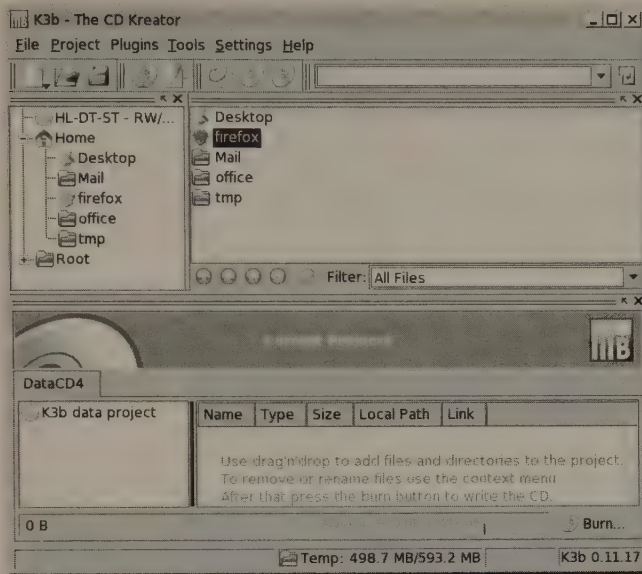 K3b - The CD Kreator
File Project Plugins Tools Settings Help
HL-DT-ST - RW/...
Home
Desktop
Mail
firefox
office
tmp
Root
Desktop
firefox
Mail
office
tmp
Filter: All Files
DataCD4
K3b data project
Name Type Size Local Path Link
Use drag'n'drop to add files and directories to the project.
To remove or rename files use the context menu
After that press the burn button to write the CD.
0 B
Burn...
Temp: 498.7 MB/593.2 MB
K3b 0.11.17